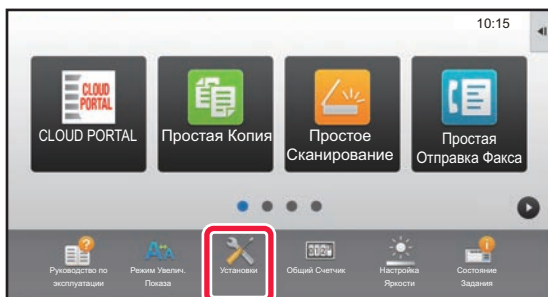 10:15
CLOUD
PORTAL
CLOUD PORTAL
Простая Копия
Простое
Сканирование
Простая
Отправка Факса
Руководство по
эксплуатации
Режим Увелич.
Показа
Установки
Общий Счетчик
Настройка
Яркости
Состояние
Задания